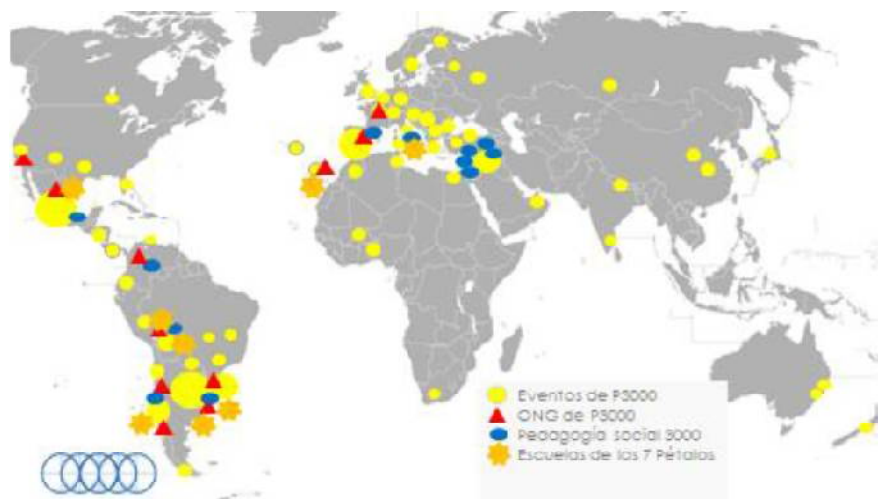 Eventos de P3000
ONG de P3000
Pedagogía social 3000
Escuelas de los 7 Pétalos